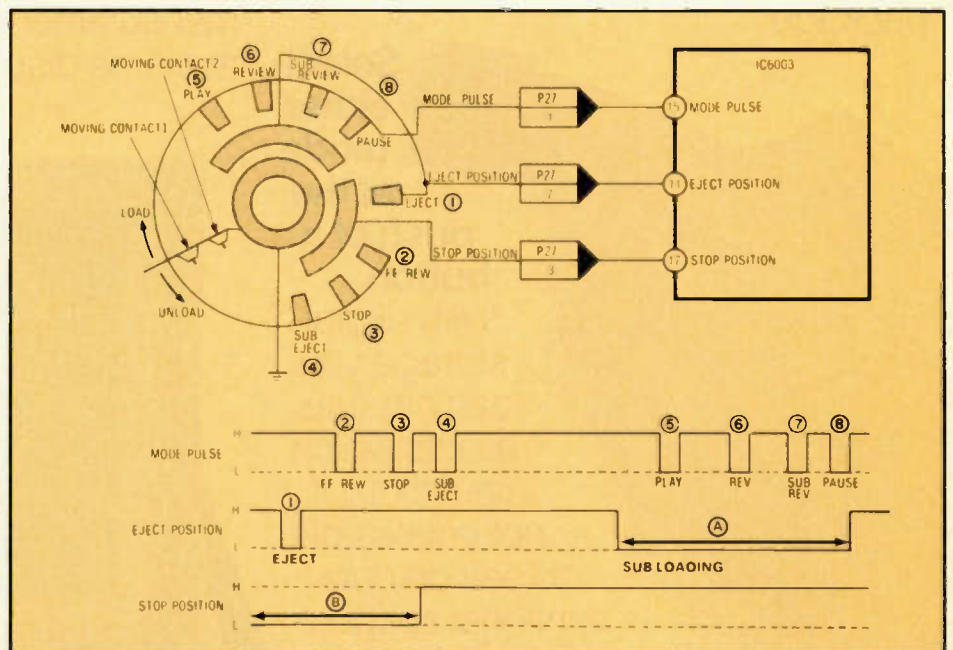 ⑦
⑥ SUB
MOVING CONTACT2 REVIEW REVIEW
⑤ PLAY ⑧
PAUSE
MOVING CONTACT1
LOAD
UNLOAD
EJECT ①
②
FF REW
STOP
③
SUB
EJECT
④
MODE PULSE P27 1 15 MODE PULSE
IC6003
EJECT POSITION P27 EJECT POSITION
STOP POSITION P27 3 17 STOP POSITION
H ② ③ ④ ⑤ ⑥ ⑦ ⑧
MODE PULSE
L FF REW STOP SUB EJECT PLAY REV SUB REV PAUSE
H ① Ⓐ
EJECT POSITION
L EJECT SUB LOADING
H Ⓑ
STOP POSITION
L